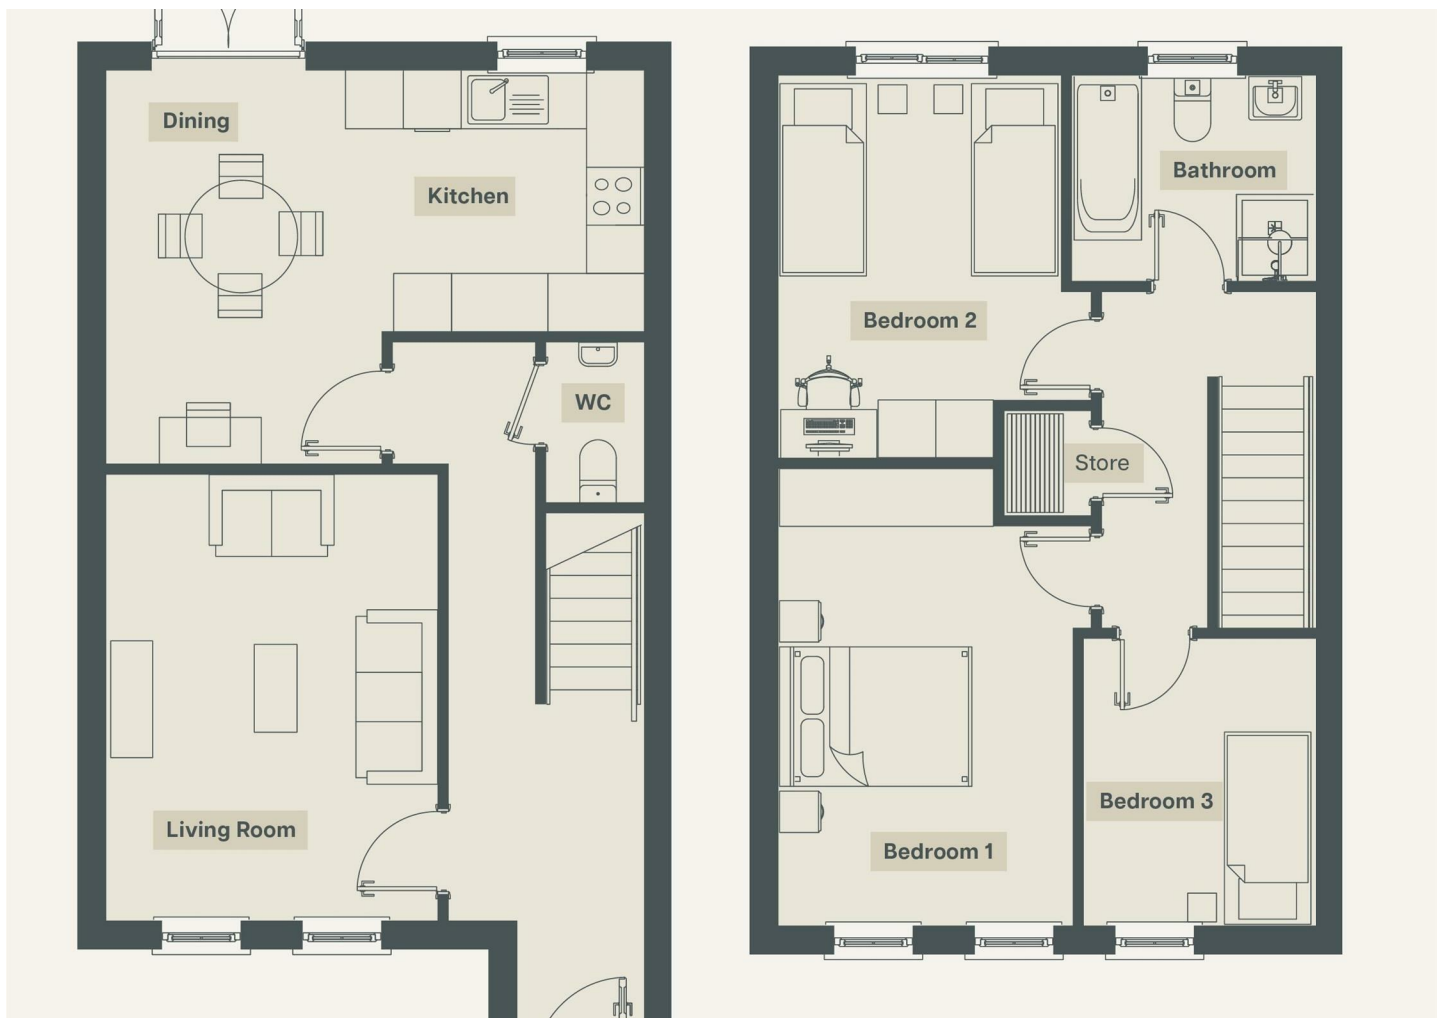 Dining
Kitchen
WC
Living Room
Bathroom
Bedroom 2
Store
Bedroom 3
Bedroom 1